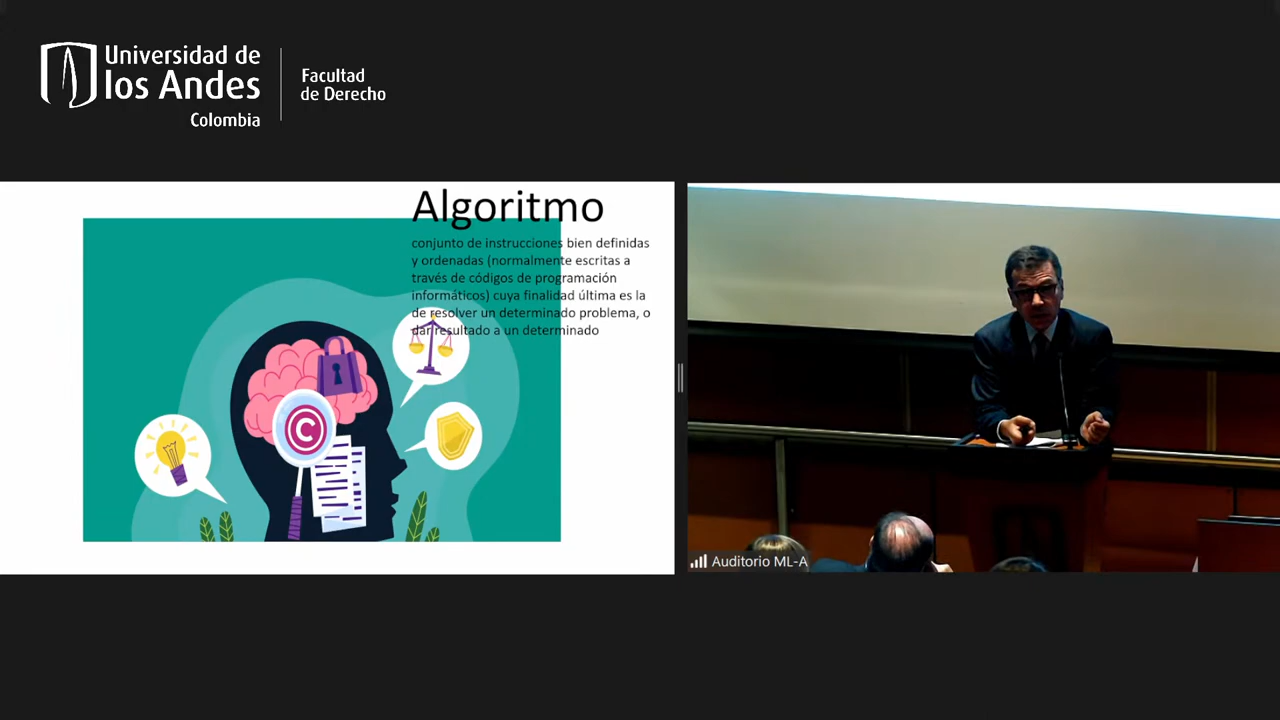 Universidad de
los Andes
Colombia
Facultad
de Derecho
Algoritmo
conjunto de instrucciones bien definidas
y ordenadas (normalmente escritas a
través de códigos de programación
informáticos) cuya finalidad última es la
de resolver un determinado problema, o
dar resultado a un determinado
C
Auditorio ML-A